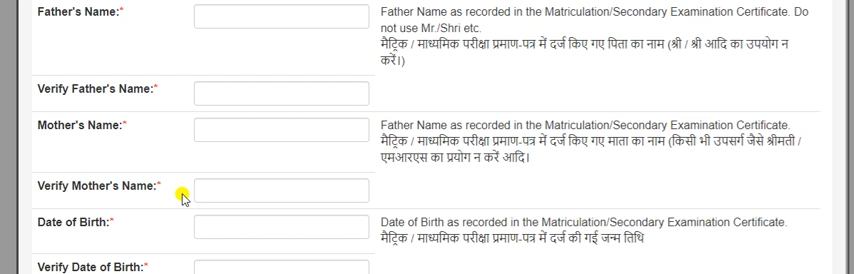 Father's Name:*
Father Name as recorded in the Matriculation/Secondary Examination Certificate. Do
not use Mr./Shri etc.
मैट्रिक / माध्यमिक परीक्षा प्रमाण-पत्र में दर्ज किए गए पिता का नाम (श्री / श्री आदि का उपयोग न
करें।)
Verify Father's Name:*
Mother's Name:*
Father Name as recorded in the Matriculation/Secondary Examination Certificate.
मैट्रिक / माध्यमिक परीक्षा प्रमाण-पत्र में दर्ज किए गए माता का नाम (किसी भी उपसर्ग जैसे श्रीमती /
एमआरएस का प्रयोग न करें आदि।
Verify Mother's Name:*
Date of Birth:*
Date of Birth as recorded in the Matriculation/Secondary Examination Certificate.
मैट्रिक / माध्यमिक परीक्षा प्रमाण-पत्र में दर्ज की गई जन्म तिथि
Verify Date of Birth:*